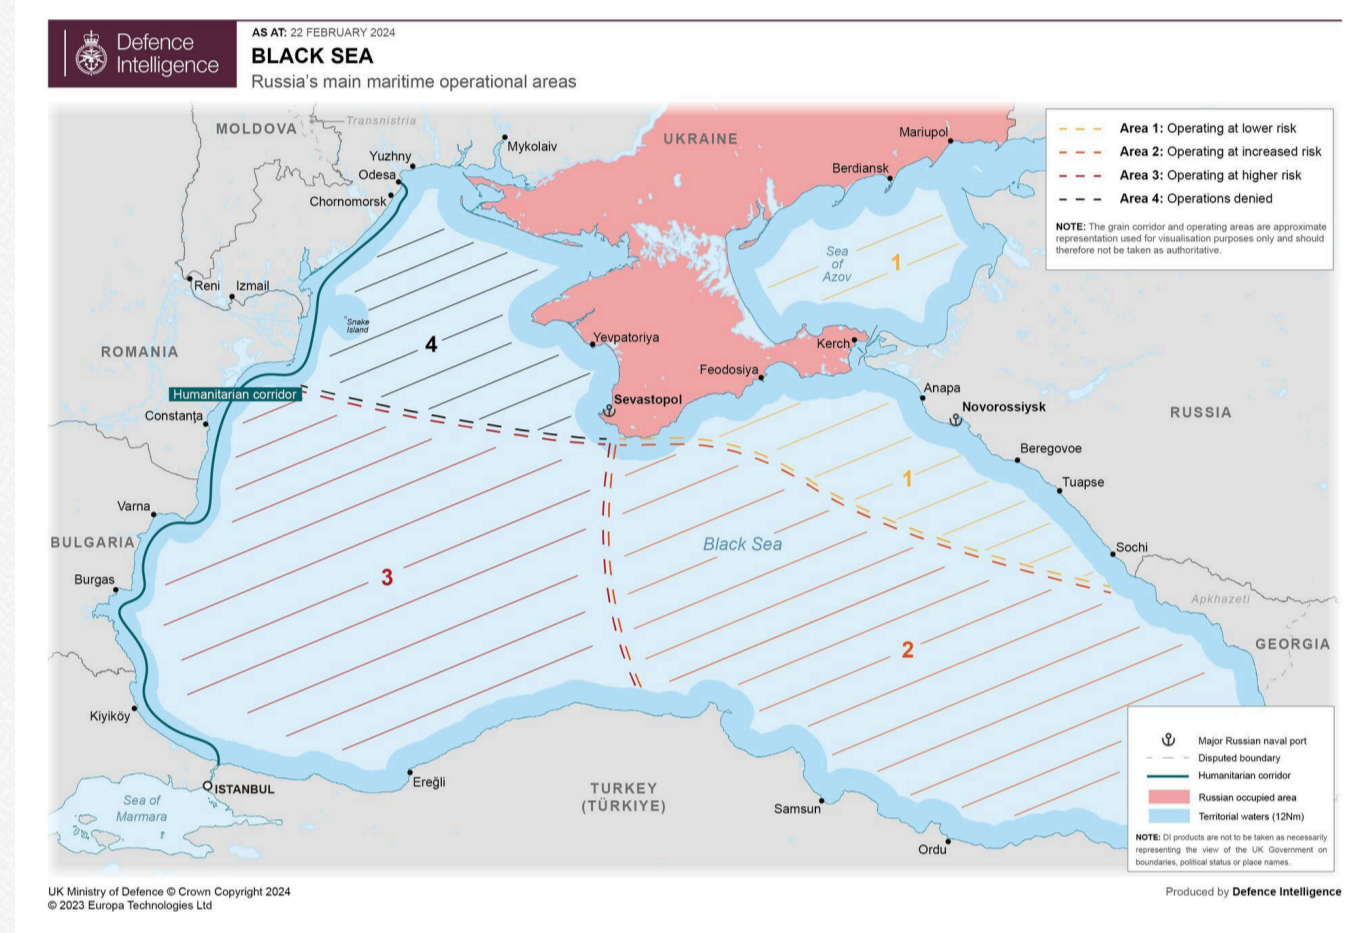 Defence
Intelligence
AS AT: 22 FEBRUARY 2024
BLACK SEA
Russia's main maritime operational areas
MOLDOVA
Transnistria
Mykolaiv
UKRAINE
Mariupol
Yuzhny
Odesa
Berdiansk
Chornomorsk
Area 1: Operating at lower risk
Area 2: Operating at increased risk
Area 3: Operating at higher risk
Area 4: Operations denied
NOTE: The grain corridor and operating areas are approximate
representation used for visualisation purposes only and should
therefore not be taken as authoritative.
Sea
of
Azov
1
Reni
Izmail
Snake
Island
ROMANIA
4
Yevpatoriya
Kerch
Feodosiya
Humanitarian corridor
Anapa
Sevastopol
Novorossiysk
RUSSIA
Constanţa
Beregovoe
1
Tuapse
Varna
BULGARIA
Black Sea
Sochi
3
Burgas
Apkhazeti
2
GEORGIA
Kiyiköy
Ereğli
ISTANBUL
TURKEY
(TÜRKIYE)
Sea of
Marmara
Samsun
Ordu
Major Russian naval port
Disputed boundary
Humanitarian corridor
Russian occupied area
Territorial waters (12Nm)
NOTE: DI products are not to be taken as necessarily
representing the view of the UK Government on
boundaries, political status or place names.
UK Ministry of Defence © Crown Copyright 2024
© 2023 Europa Technologies Ltd
Produced by Defence Intelligence